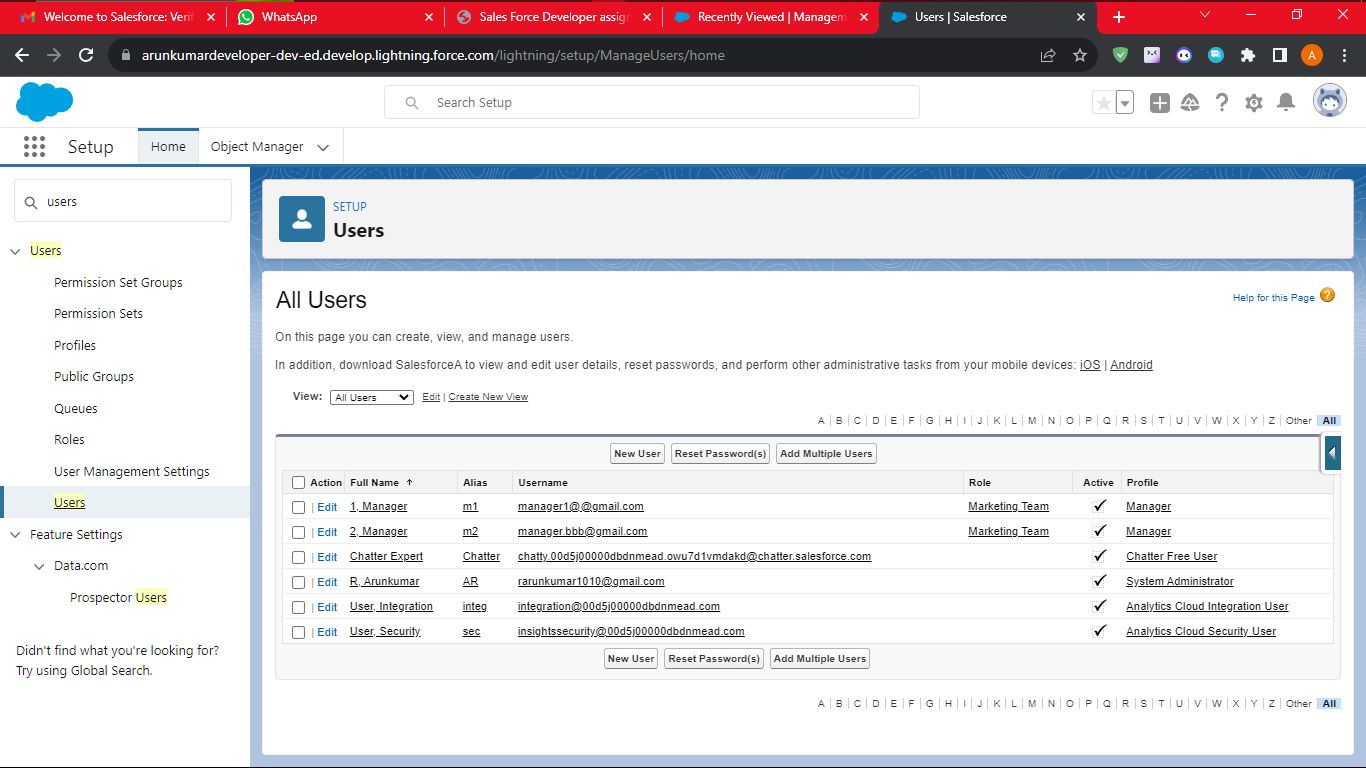 Welcome to Salesforce: Verif
WhatsApp
Sales Force Developer assign
Recently Viewed | Managem
Users | Salesforce
arunkumardeveloper-dev-ed.develop.lightning.force.com/lightning/setup/ManageUsers/home
A
Search Setup
Setup
Home
Object Manager
users
Users
Permission Set Groups
Permission Sets
Profiles
Public Groups
Queues
Roles
User Management Settings
Users
Feature Settings
Data.com
Prospector Users
Didn't find what you're looking for?
Try using Global Search.
SETUP
Users
All Users
Help for this Page ?
On this page you can create, view, and manage users.
In addition, download SalesforceA to view and edit user details, reset passwords, and perform other administrative tasks from your mobile devices: iOS | Android
View: All Users Edit | Create New View
A | B | C | D | E | F | G | H | I | J | K | L | M | N | O | P | Q | R | S | T | U | V | W | X | Y | Z | Other | All
New User Reset Password(s) Add Multiple Users
Action Full Name ↑ Alias Username Role Active Profile
| Edit 1, Manager m1 manager1@@gmail.com Marketing Team ✓ Manager
| Edit 2, Manager m2 manager.bbb@gmail.com Marketing Team ✓ Manager
| Edit Chatter Expert Chatter chatty.00d5j00000dbdnmead.owu7d1vmdakd@chatter.salesforce.com ✓ Chatter Free User
| Edit R, Arunkumar AR rarunkumar1010@gmail.com ✓ System Administrator
| Edit User, Integration integ integration@00d5j00000dbdnmead.com ✓ Analytics Cloud Integration User
| Edit User, Security sec insightssecurity@00d5j00000dbdnmead.com ✓ Analytics Cloud Security User
New User Reset Password(s) Add Multiple Users
A | B | C | D | E | F | G | H | I | J | K | L | M | N | O | P | Q | R | S | T | U | V | W | X | Y | Z | Other | All